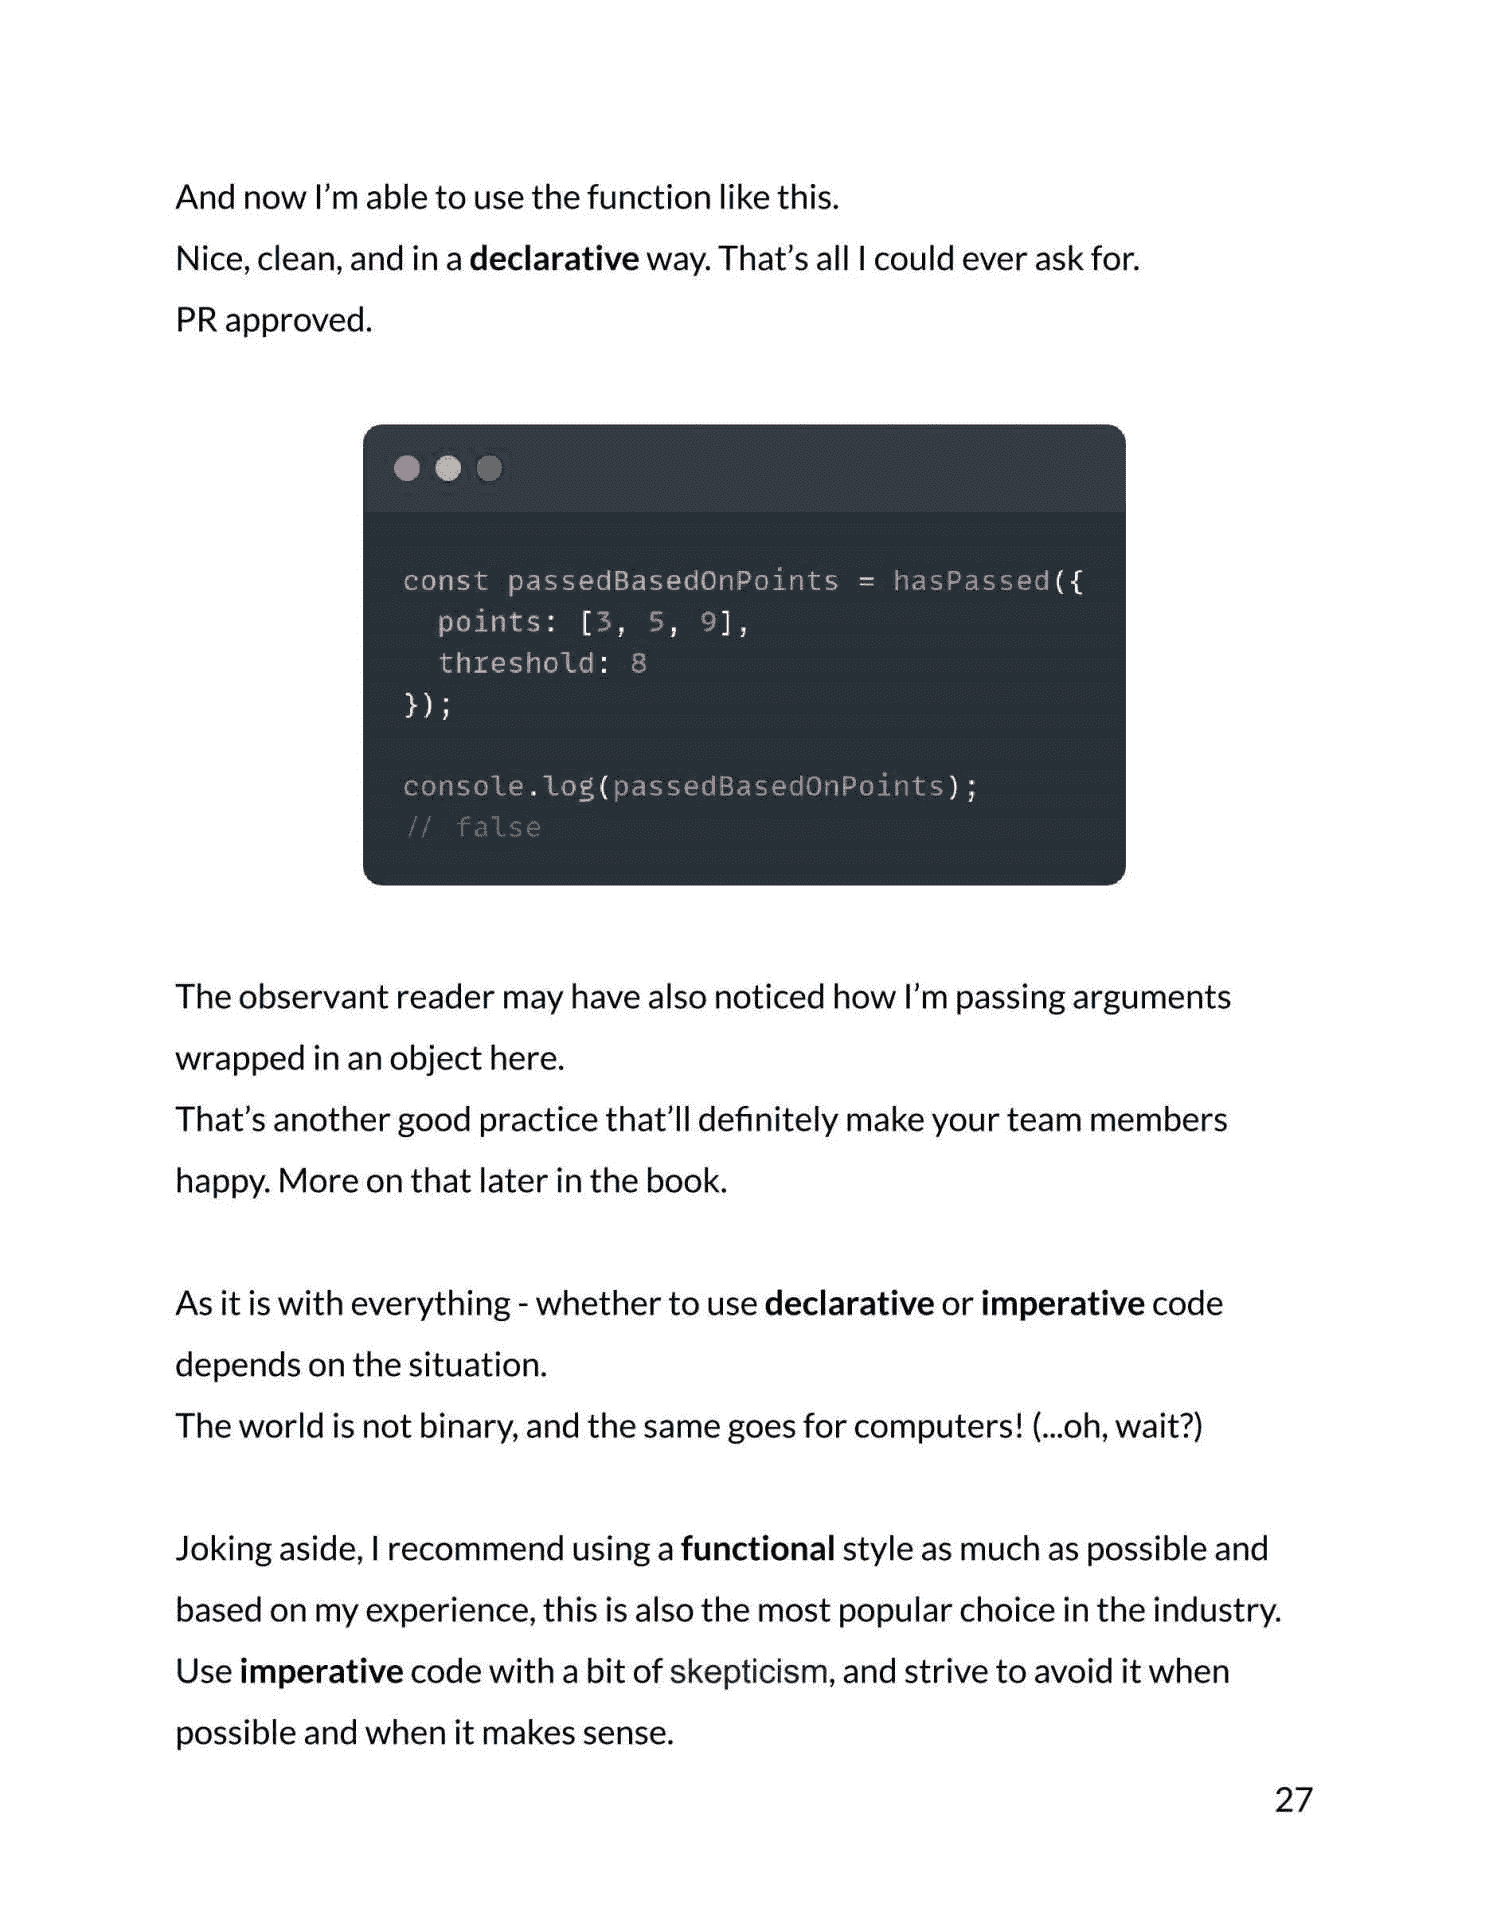 And now I’m able to use the function like this.
Nice, clean, and in a declarative way. That’s all I could ever ask for.
PR approved.
const passedBasedOnPoints = hasPassed({
  points: [3, 5, 9],
  threshold: 8
});
console.log(passedBasedOnPoints);
// false
The observant reader may have also noticed how I’m passing arguments
wrapped in an object here.
That’s another good practice that’ll definitely make your team members
happy. More on that later in the book.
As it is with everything - whether to use declarative or imperative code
depends on the situation.
The world is not binary, and the same goes for computers! (...oh, wait?)
Joking aside, I recommend using a functional style as much as possible and
based on my experience, this is also the most popular choice in the industry.
Use imperative code with a bit of skepticism, and strive to avoid it when
possible and when it makes sense.
27